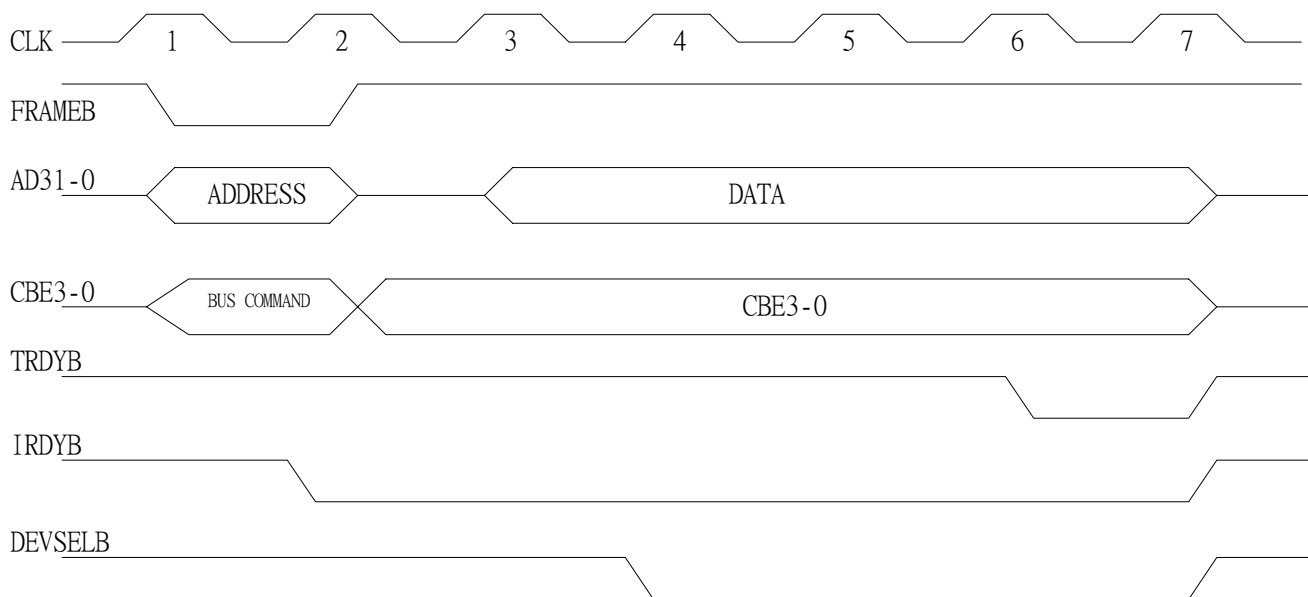 CLK 1 2 3 4 5 6 7
FRAMEB
AD31-0 ADDRESS DATA
CBE3-0 BUS COMMAND CBE3-0
TRDYB
IRDYB
DEVSELB